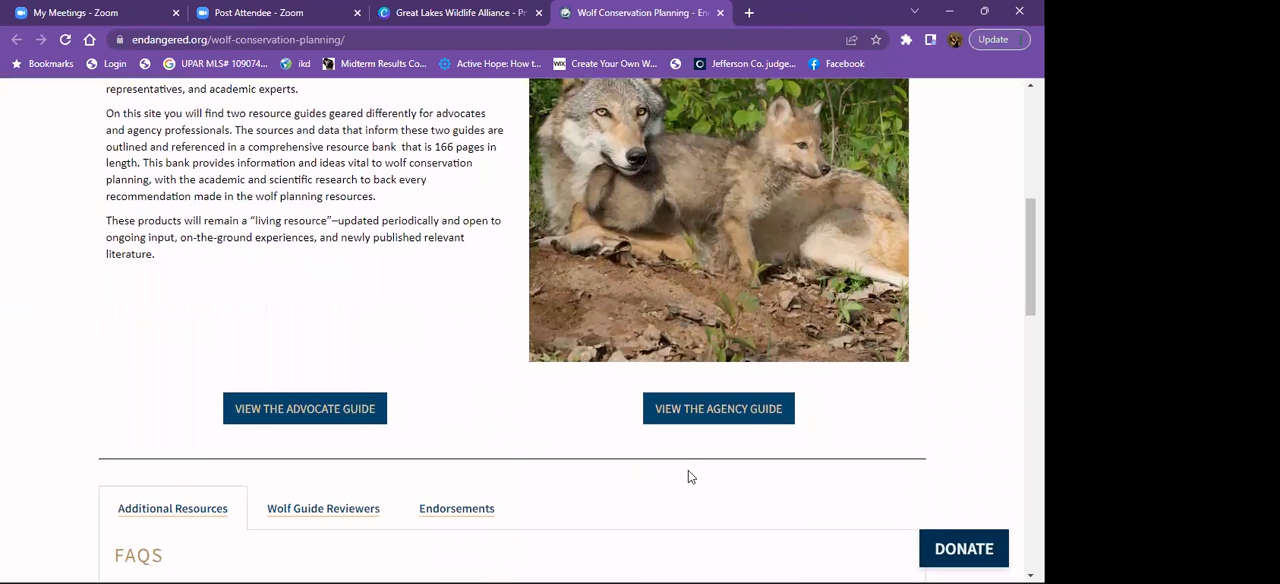 My Meetings - Zoom
Post Attendee - Zoom
Great Lakes Wildlife Alliance - Pr
Wolf Conservation Planning - En
endangered.org/wolf-conservation-planning/
Update
Bookmarks
Login
UPAR MLS# 109074...
ikd
Midterm Results Co...
Active Hope: How t...
WIX
Create Your Own W...
Jefferson Co. judge...
Facebook
representatives, and academic experts.
On this site you will find two resource guides geared differently for advocates
and agency professionals. The sources and data that inform these two guides are
outlined and referenced in a comprehensive resource bank that is 166 pages in
length. This bank provides information and ideas vital to wolf conservation
planning, with the academic and scientific research to back every
recommendation made in the wolf planning resources.
These products will remain a “living resource”–updated periodically and open to
ongoing input, on-the-ground experiences, and newly published relevant
literature.
VIEW THE ADVOCATE GUIDE
VIEW THE AGENCY GUIDE
Additional Resources
Wolf Guide Reviewers
Endorsements
FAQS
DONATE